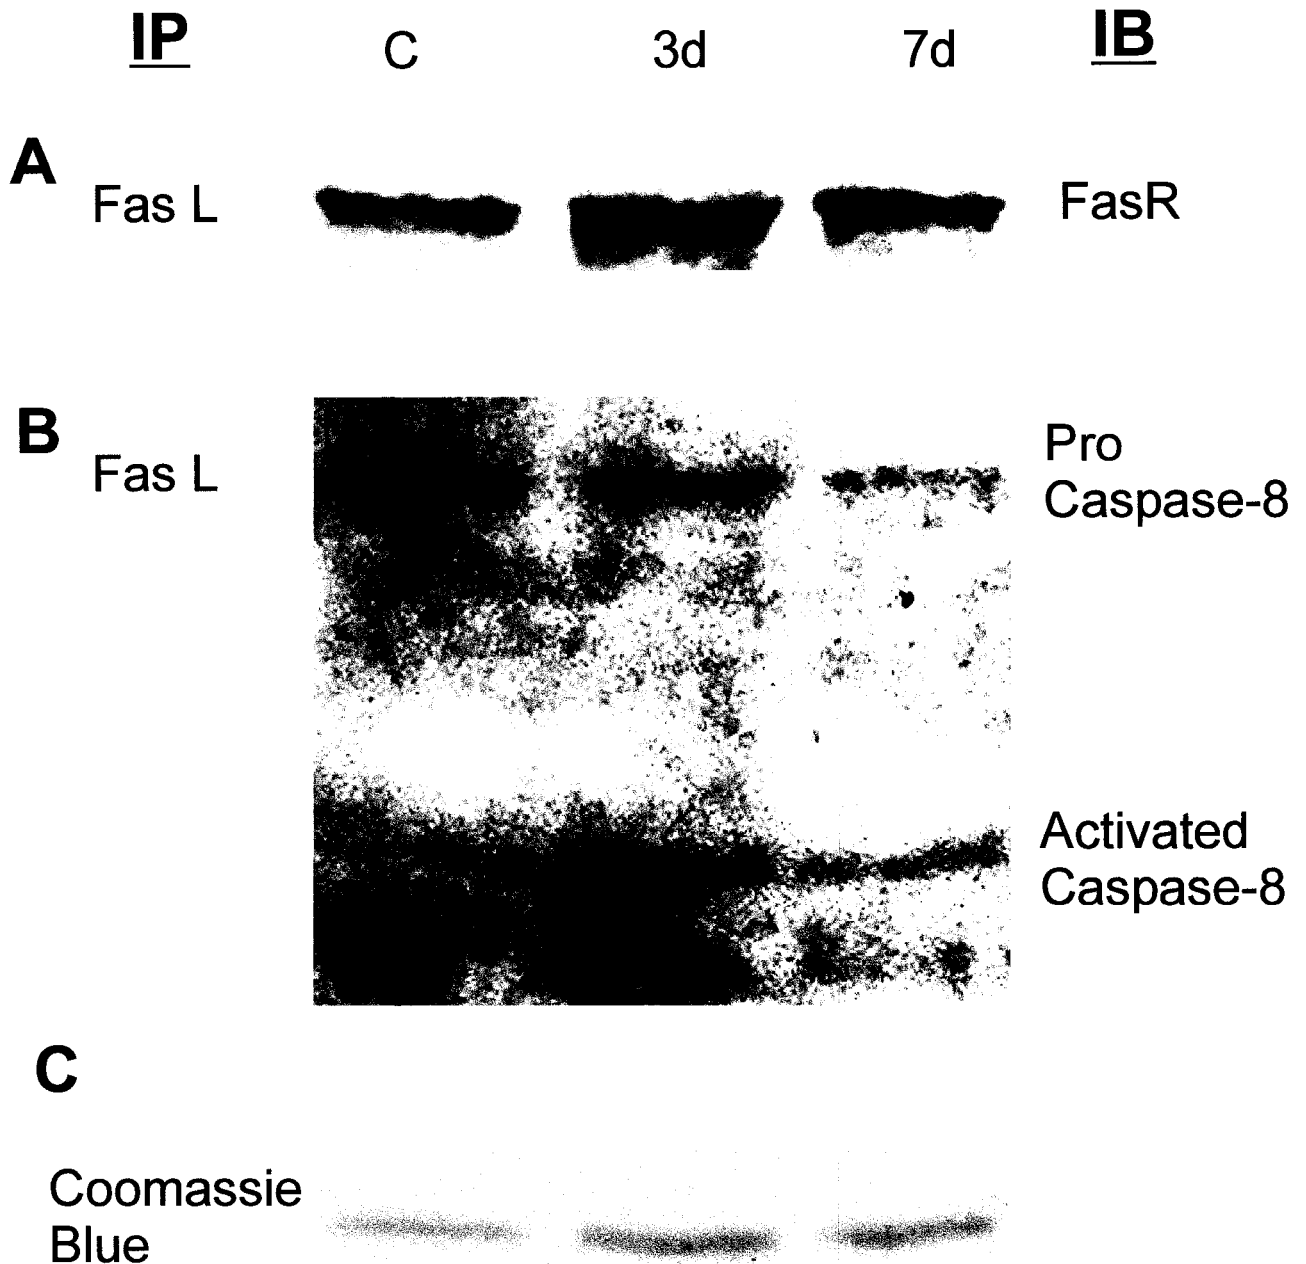 IP C 3d 7d IB
A
Fas L FasR
B
Fas L
Pro
Caspase-8
Activated
Caspase-8
C
Coomassie
Blue